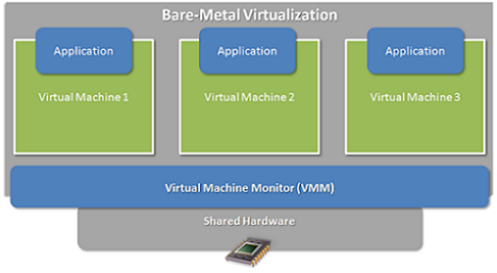 Bare-Metal Virtualization
Application
Application
Application
Virtual Machine 1
Virtual Machine 2
Virtual Machine 3
Virtual Machine Monitor (VMM)
Shared Hardware